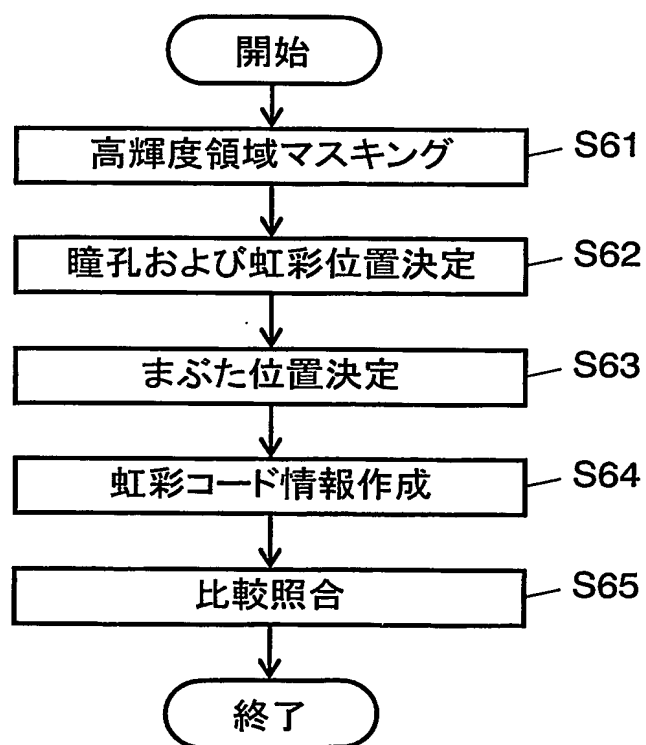 開始
高輝度領域マスキング
S61
瞳孔および虹彩位置決定
S62
まぶた位置決定
S63
虹彩コード情報作成
S64
比較照合
S65
終了